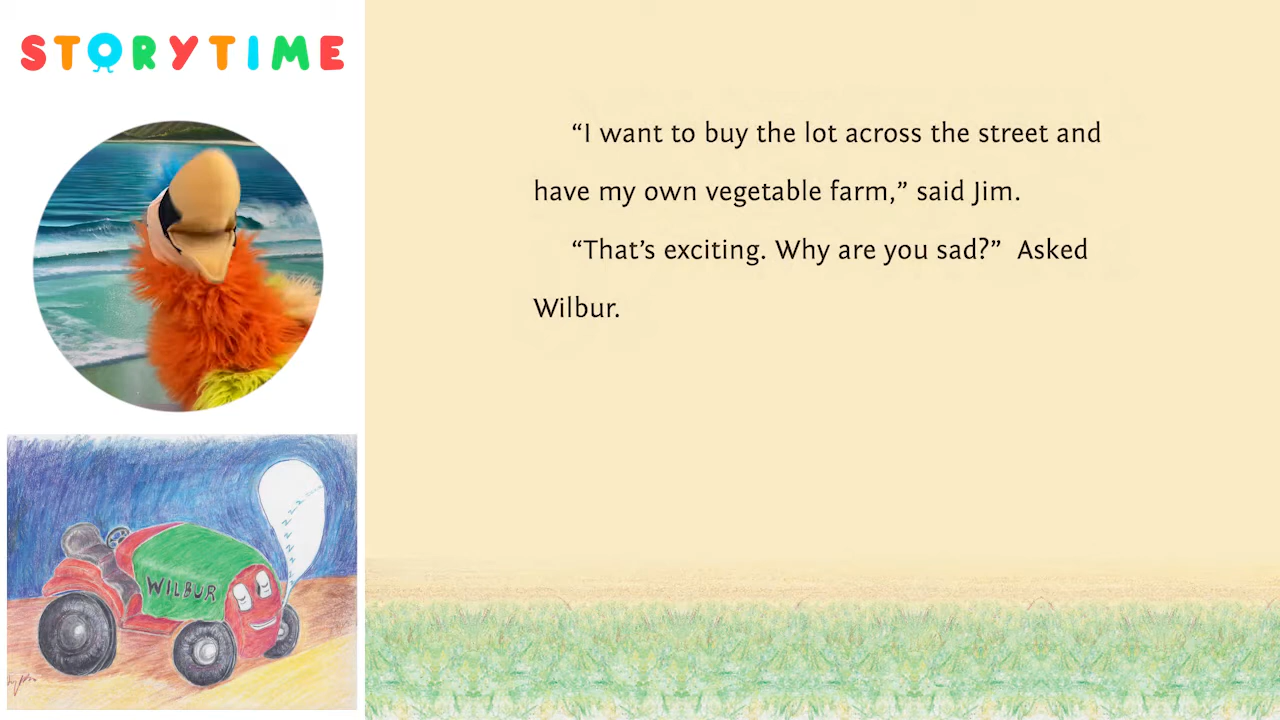 STORYTIME
“I want to buy the lot across the street and
have my own vegetable farm,” said Jim.
“That’s exciting. Why are you sad?”  Asked
Wilbur.
WILBUR